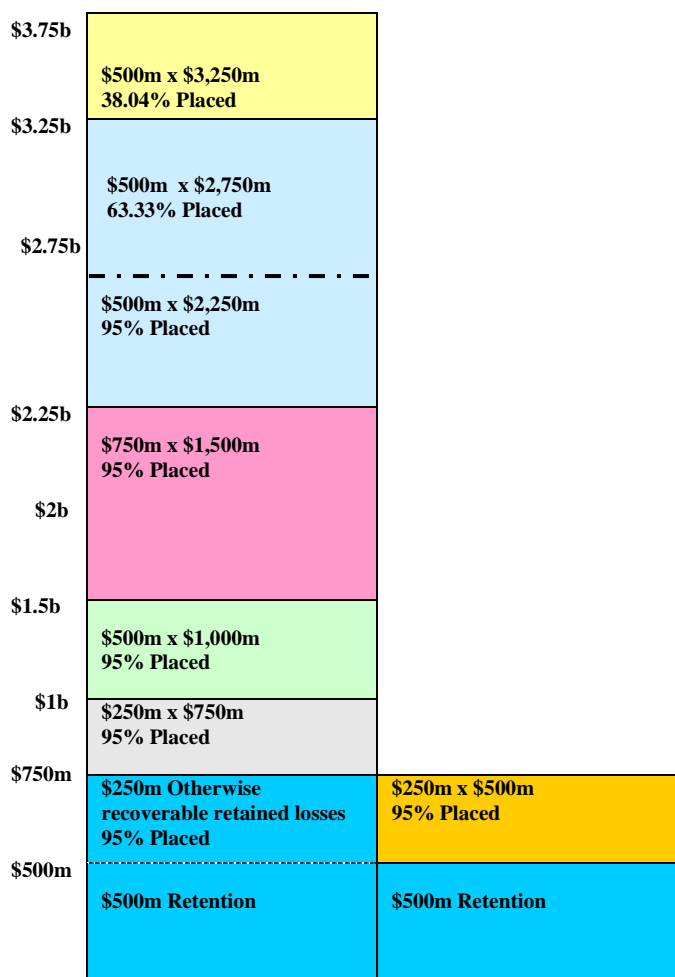 $3.75b
$500m x $3,250m
38.04% Placed
$3.25b
$500m  x $2,750m
63.33% Placed
$2.75b
$500m x $2,250m
95% Placed
$2.25b
$750m x $1,500m
95% Placed
$2b
$1.5b
$500m x $1,000m
95% Placed
$1b
$250m x $750m
95% Placed
$750m
$250m Otherwise
recoverable retained losses
95% Placed
$250m x $500m
95% Placed
$500m
$500m Retention
$500m Retention